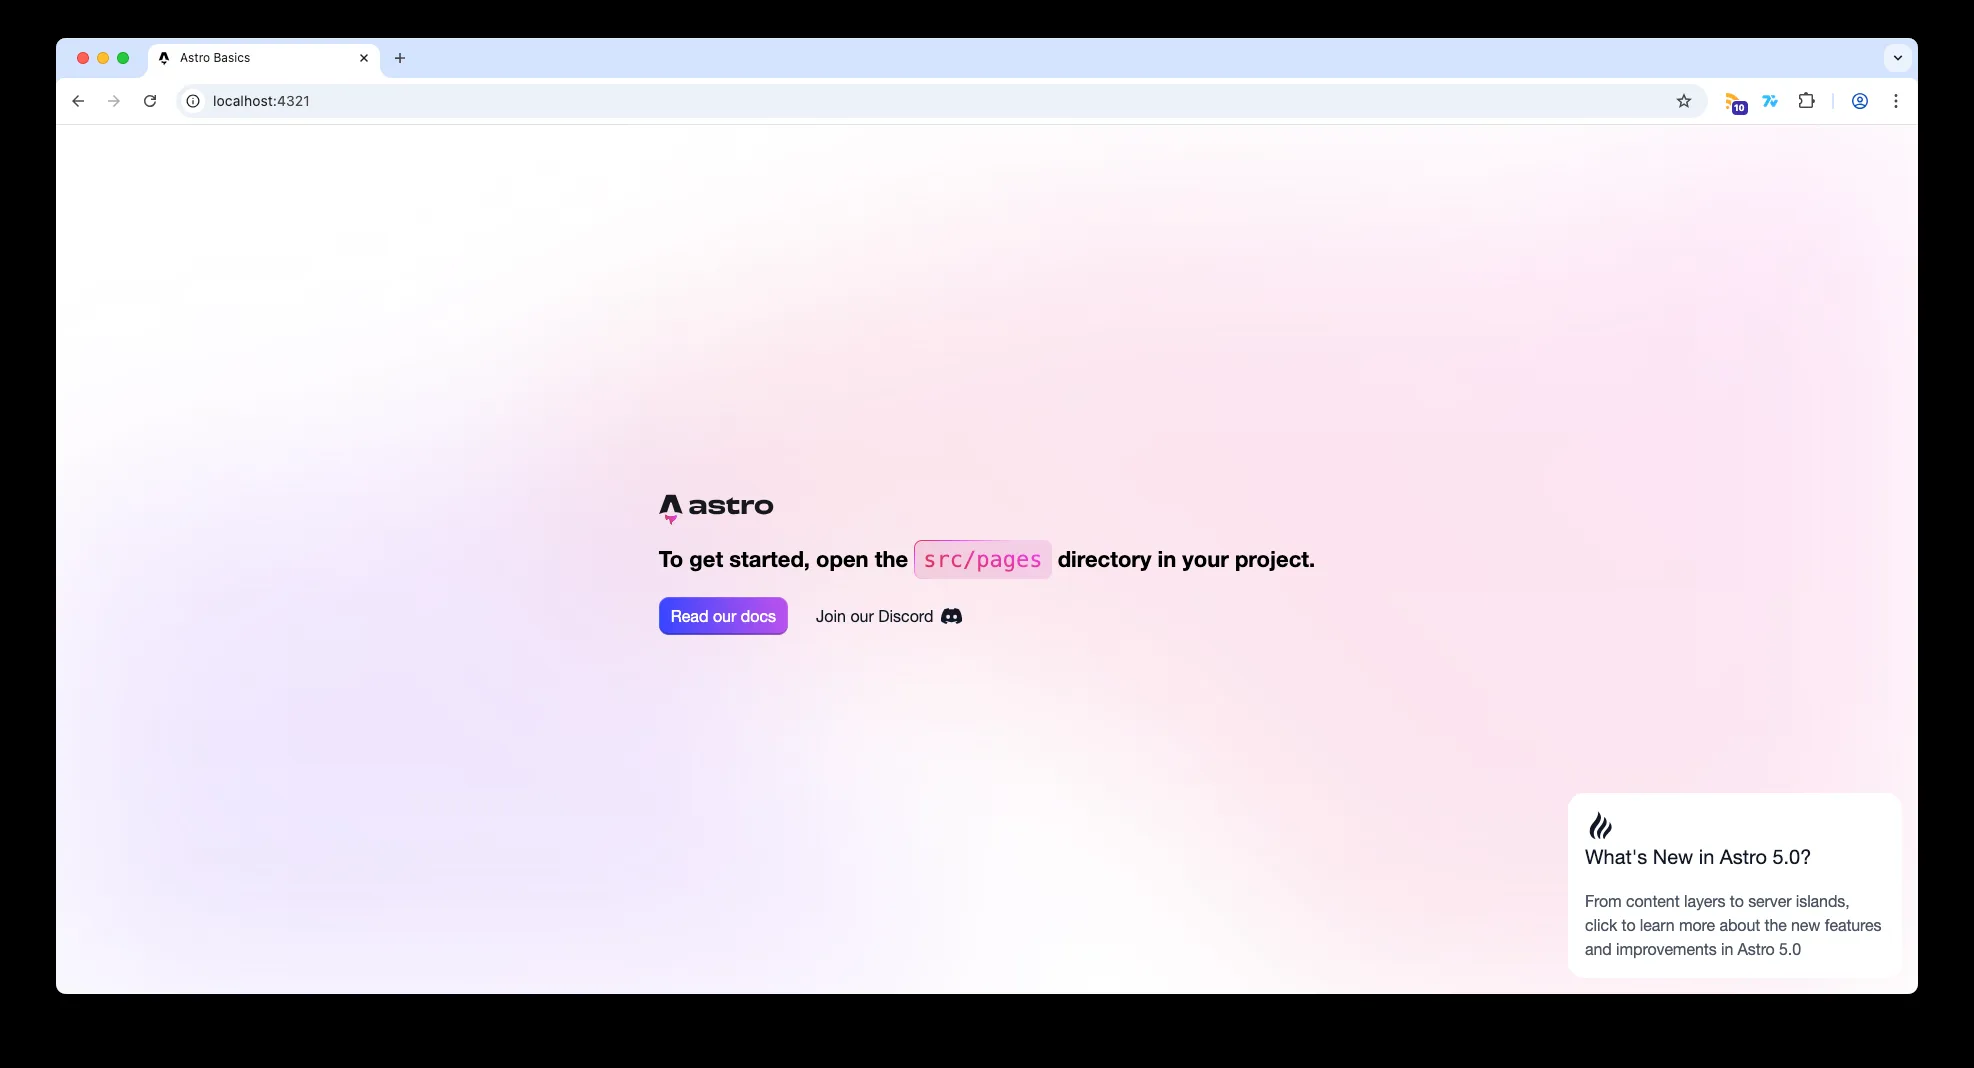 Astro Basics
localhost:4321
10
astro
To get started, open the src/pages directory in your project.
Read our docs
Join our Discord
What's New in Astro 5.0?
From content layers to server islands,
click to learn more about the new features
and improvements in Astro 5.0